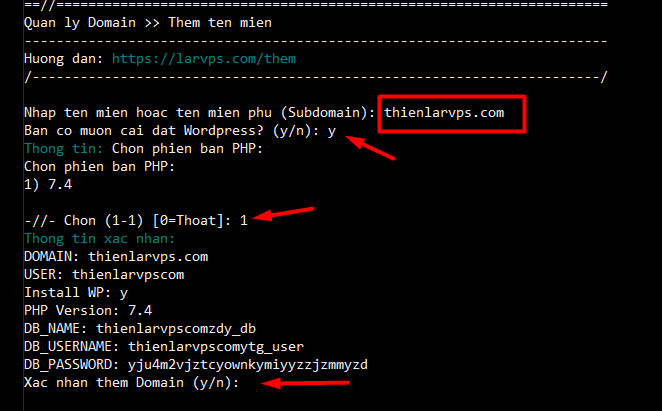 ==//===========================================================================
Quan ly Domain >> Them ten mien
-------------------------------------------------------------------------
Huong dan: https://larvps.com/them
/-----------------------------------------------------------------------/
Nhap ten mien hoac ten mien phu (Subdomain): thienlarvps.com
Ban co muon cai dat Wordpress? (y/n): y
Thong tin: Chon phien ban PHP:
Chon phien ban PHP:
1) 7.4
-//- Chon (1-1) [0=Thoat]: 1
Thong tin xac nhan:
DOMAIN: thienlarvps.com
USER: thienlarvpscom
Install WP: y
PHP Version: 7.4
DB_NAME: thienlarvpscomzdy_db
DB_USERNAME: thienlarvpscomytg_user
DB_PASSWORD: yju4m2vjztcyownkymiyyzzjzmmyzd
Xac nhan them Domain (y/n):